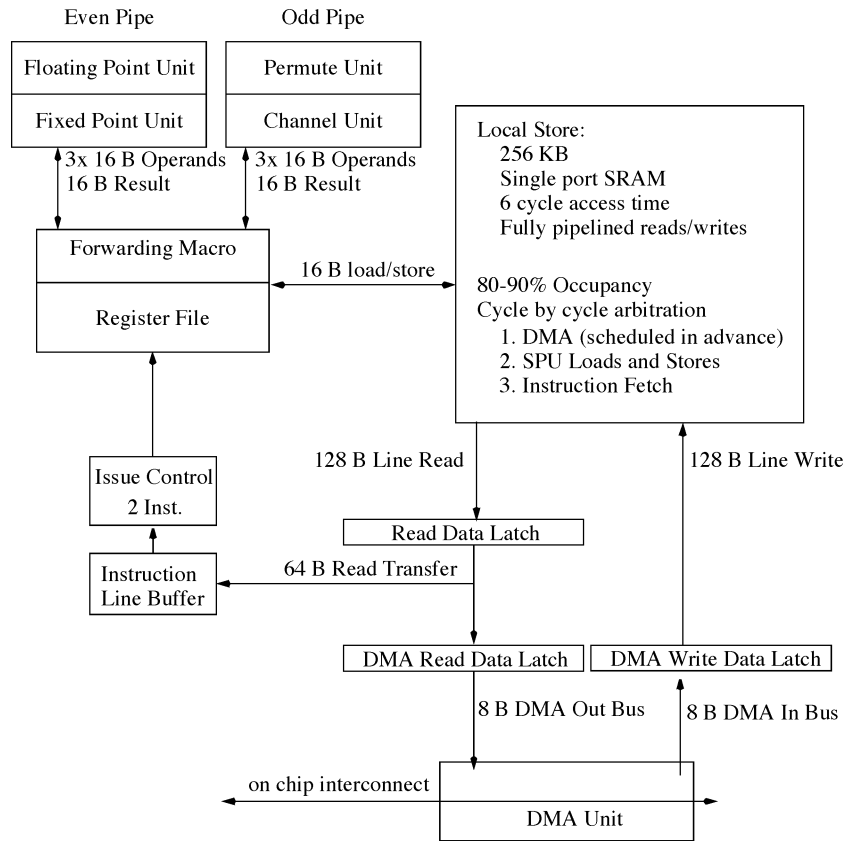 Even Pipe
Odd Pipe
Floating Point Unit
Fixed Point Unit
Permute Unit
Channel Unit
3x 16 B Operands
16 B Result
3x 16 B Operands
16 B Result
Local Store:
256 KB
Single port SRAM
6 cycle access time
Fully pipelined reads/writes
80-90% Occupancy
Cycle by cycle arbitration
1. DMA (scheduled in advance)
2. SPU Loads and Stores
3. Instruction Fetch
Forwarding Macro
Register File
16 B load/store
128 B Line Read
128 B Line Write
Issue Control
2 Inst.
Read Data Latch
Instruction
Line Buffer
64 B Read Transfer
DMA Read Data Latch
DMA Write Data Latch
8 B DMA Out Bus
8 B DMA In Bus
on chip interconnect
DMA Unit